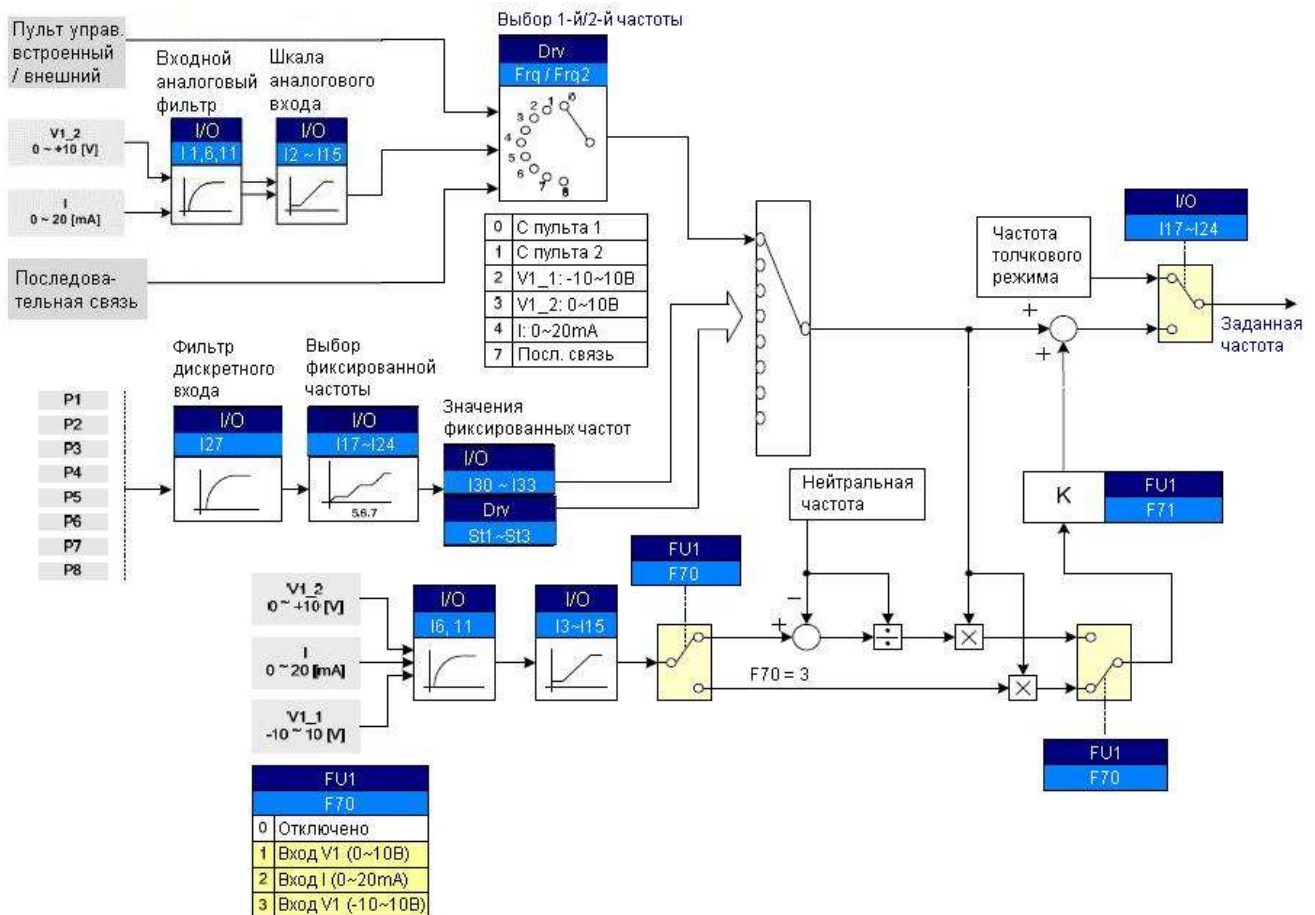 Выбор 1-й/2-й частоты
Пульт управ.
встроенный
/ внешний
Входной
аналоговый
фильтр
Шкала
аналогового
входа
Drv
Frq / Frq2
1
0
2
3
4
5
6
7
8
V1_2
0 ~ +10 [V]
I/O
I 1,6,11
I/O
I2 ~ I15
I
0 ~ 20 [mA]
I/O
I17~I24
0 С пульта 1
1 С пульта 2
2 V1_1: -10~10В
3 V1_2: 0~10В
4 I: 0~20mA
7 Посл. связь
Частота
толчкового
режима
Последова-
тельная связь
+
+
Заданная
частота
Фильтр
дискретного
входа
Выбор
фиксированной
частоты
Значения
фиксированных частот
P1
P2
P3
P4
P5
P6
P7
P8
I/O
I27
I/O
I17~I24
5.6.7
I/O
I30 ~ I33
Drv
St1~St3
Нейтральная
частота
K
FU1
F71
FU1
F70
V1_2
0 ~ +10 [V]
I
0 ~ 20 [mA]
V1_1
-10 ~ 10 [V]
I/O
I6, 11
I/O
I3~I15
−
+
÷
×
F70 = 3
×
FU1
F70
FU1
F70
0 Отключено
1 Вход V1 (0~10В)
2 Вход I (0~20mA)
3 Вход V1 (-10~10В)